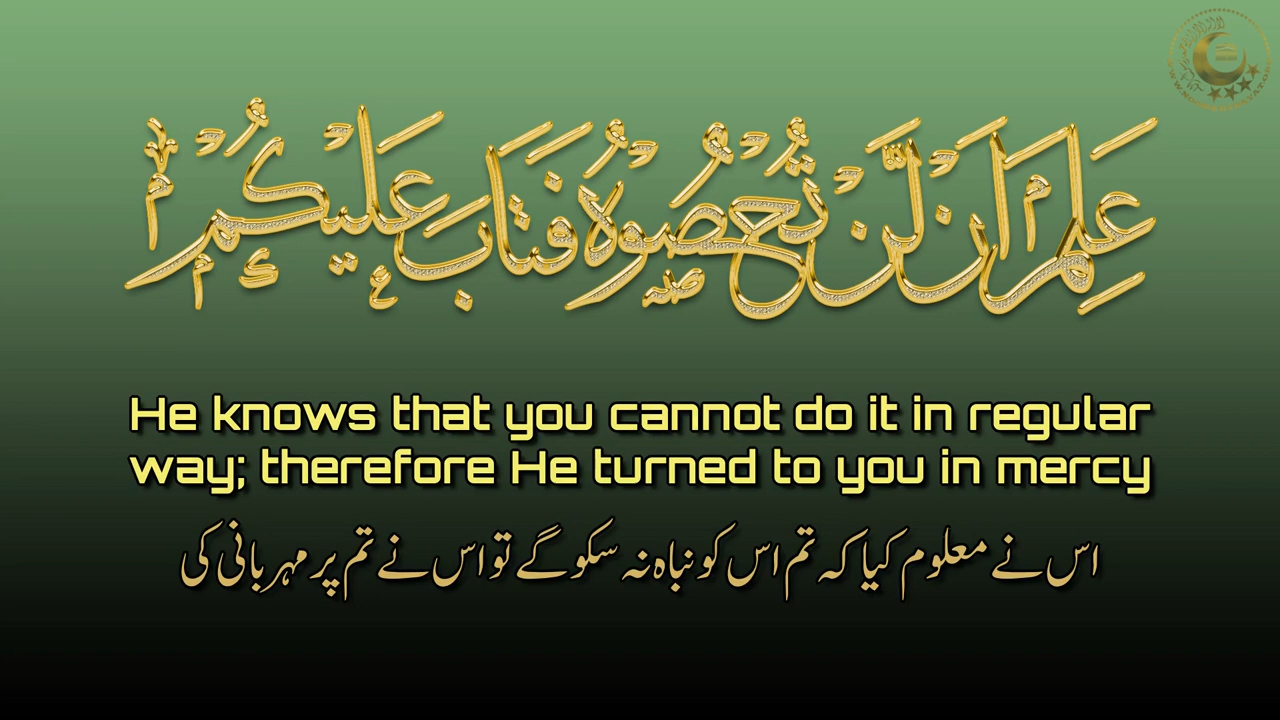 عَلِمَ اَنْ لَّنْ تُحْصُوْهُ فَتَابَ عَلَيْكُمْ
He knows that you cannot do it in regular
way; therefore He turned to you in mercy
اس نے معلوم کیا کہ تم اس کو نباہ نہ سکو گے تو اس نے تم پر مہربانی کی